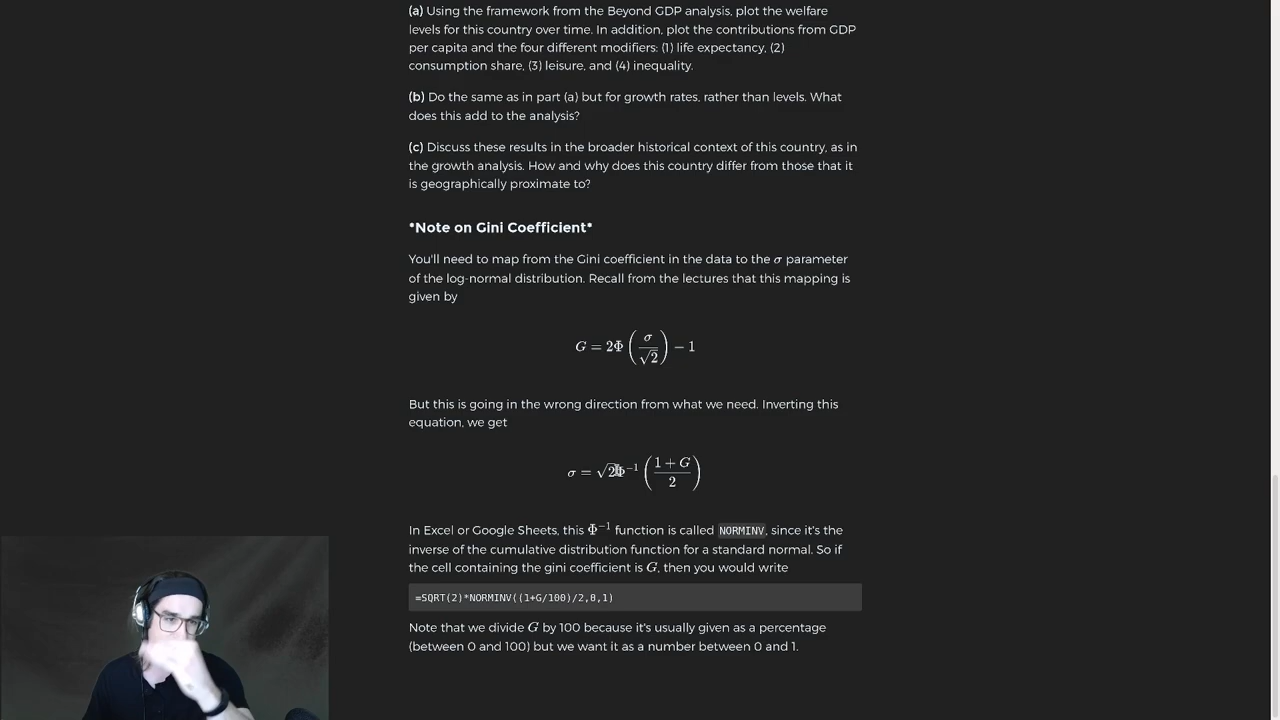 (a) Using the framework from the Beyond GDP analysis, plot the welfare
levels for this country over time. In addition, plot the contributions from GDP
per capita and the four different modifiers: (1) life expectancy, (2)
consumption share, (3) leisure, and (4) inequality.
(b) Do the same as in part (a) but for growth rates, rather than levels. What
does this add to the analysis?
(c) Discuss these results in the broader historical context of this country, as in
the growth analysis. How and why does this country differ from those that it
is geographically proximate to?
*Note on Gini Coefficient*
You'll need to map from the Gini coefficient in the data to the σ parameter
of the log-normal distribution. Recall from the lectures that this mapping is
given by
G = 2Φ(σ/√2) − 1
But this is going in the wrong direction from what we need. Inverting this
equation, we get
σ = √2Φ⁻¹((1 + G)/2)
In Excel or Google Sheets, this Φ⁻¹ function is called NORMINV, since it's the
inverse of the cumulative distribution function for a standard normal. So if
the cell containing the gini coefficient is G, then you would write
=SQRT(2)*NORMINV((1+G/100)/2,0,1)
Note that we divide G by 100 because it's usually given as a percentage
(between 0 and 100) but we want it as a number between 0 and 1.